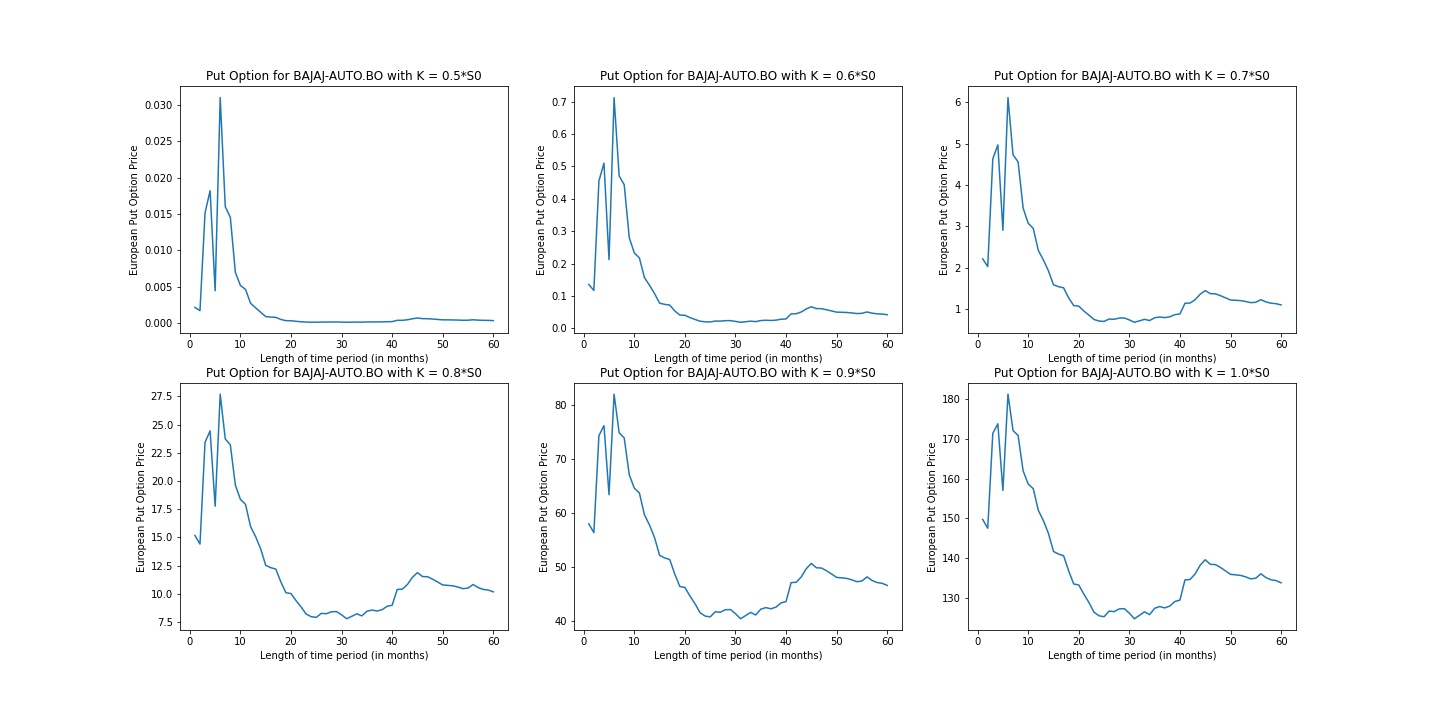 Put Option for BAJAJ-AUTO.BO with K = 0.5*S0
European Put Option Price
0.030
0.025
0.020
0.015
0.010
0.005
0.000
0 10 20 30 40 50 60
Length of time period (in months)
Put Option for BAJAJ-AUTO.BO with K = 0.6*S0
European Put Option Price
0.7
0.6
0.5
0.4
0.3
0.2
0.1
0.0
0 10 20 30 40 50 60
Length of time period (in months)
Put Option for BAJAJ-AUTO.BO with K = 0.7*S0
European Put Option Price
6
5
4
3
2
1
0 10 20 30 40 50 60
Length of time period (in months)
Put Option for BAJAJ-AUTO.BO with K = 0.8*S0
European Put Option Price
27.5
25.0
22.5
20.0
17.5
15.0
12.5
10.0
7.5
0 10 20 30 40 50 60
Length of time period (in months)
Put Option for BAJAJ-AUTO.BO with K = 0.9*S0
European Put Option Price
80
70
60
50
40
0 10 20 30 40 50 60
Length of time period (in months)
Put Option for BAJAJ-AUTO.BO with K = 1.0*S0
European Put Option Price
180
170
160
150
140
130
0 10 20 30 40 50 60
Length of time period (in months)